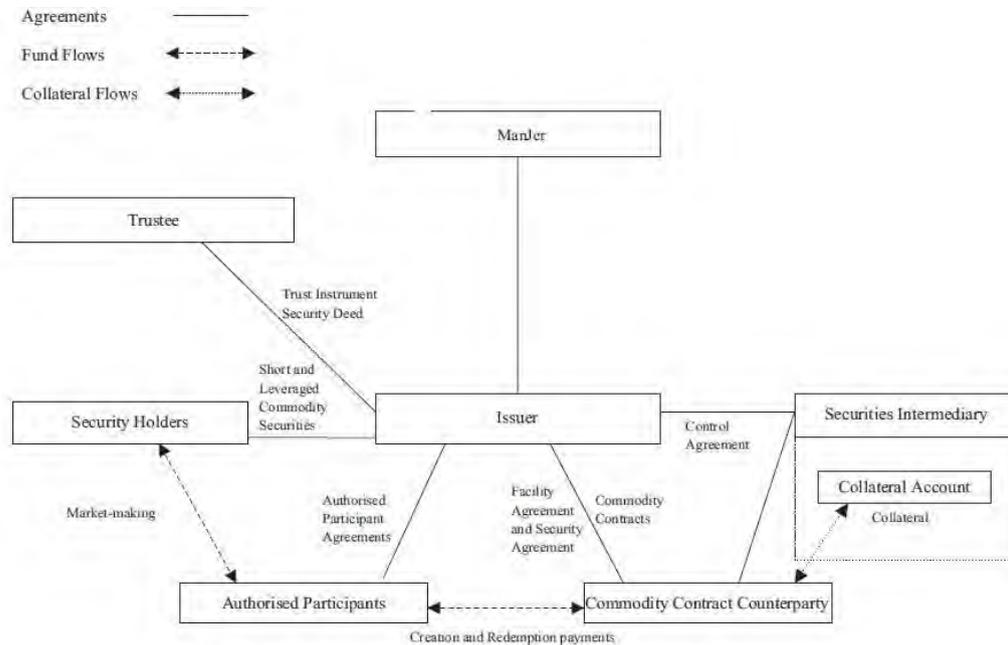 Agreements
Fund Flows
Collateral Flows
ManJer
Trustee
Trust Instrument
Security Deed
Short and
Leveraged
Commodity
Securities
Security Holders
Issuer
Control
Agreement
Securities Intermediary
Collateral Account
Collateral
Market-making
Authorised
Participant
Agreements
Facility
Agreement
and Security
Agreement
Commodity
Contracts
Authorised Participants
Commodity Contract Counterparty
Creation and Redemption payments